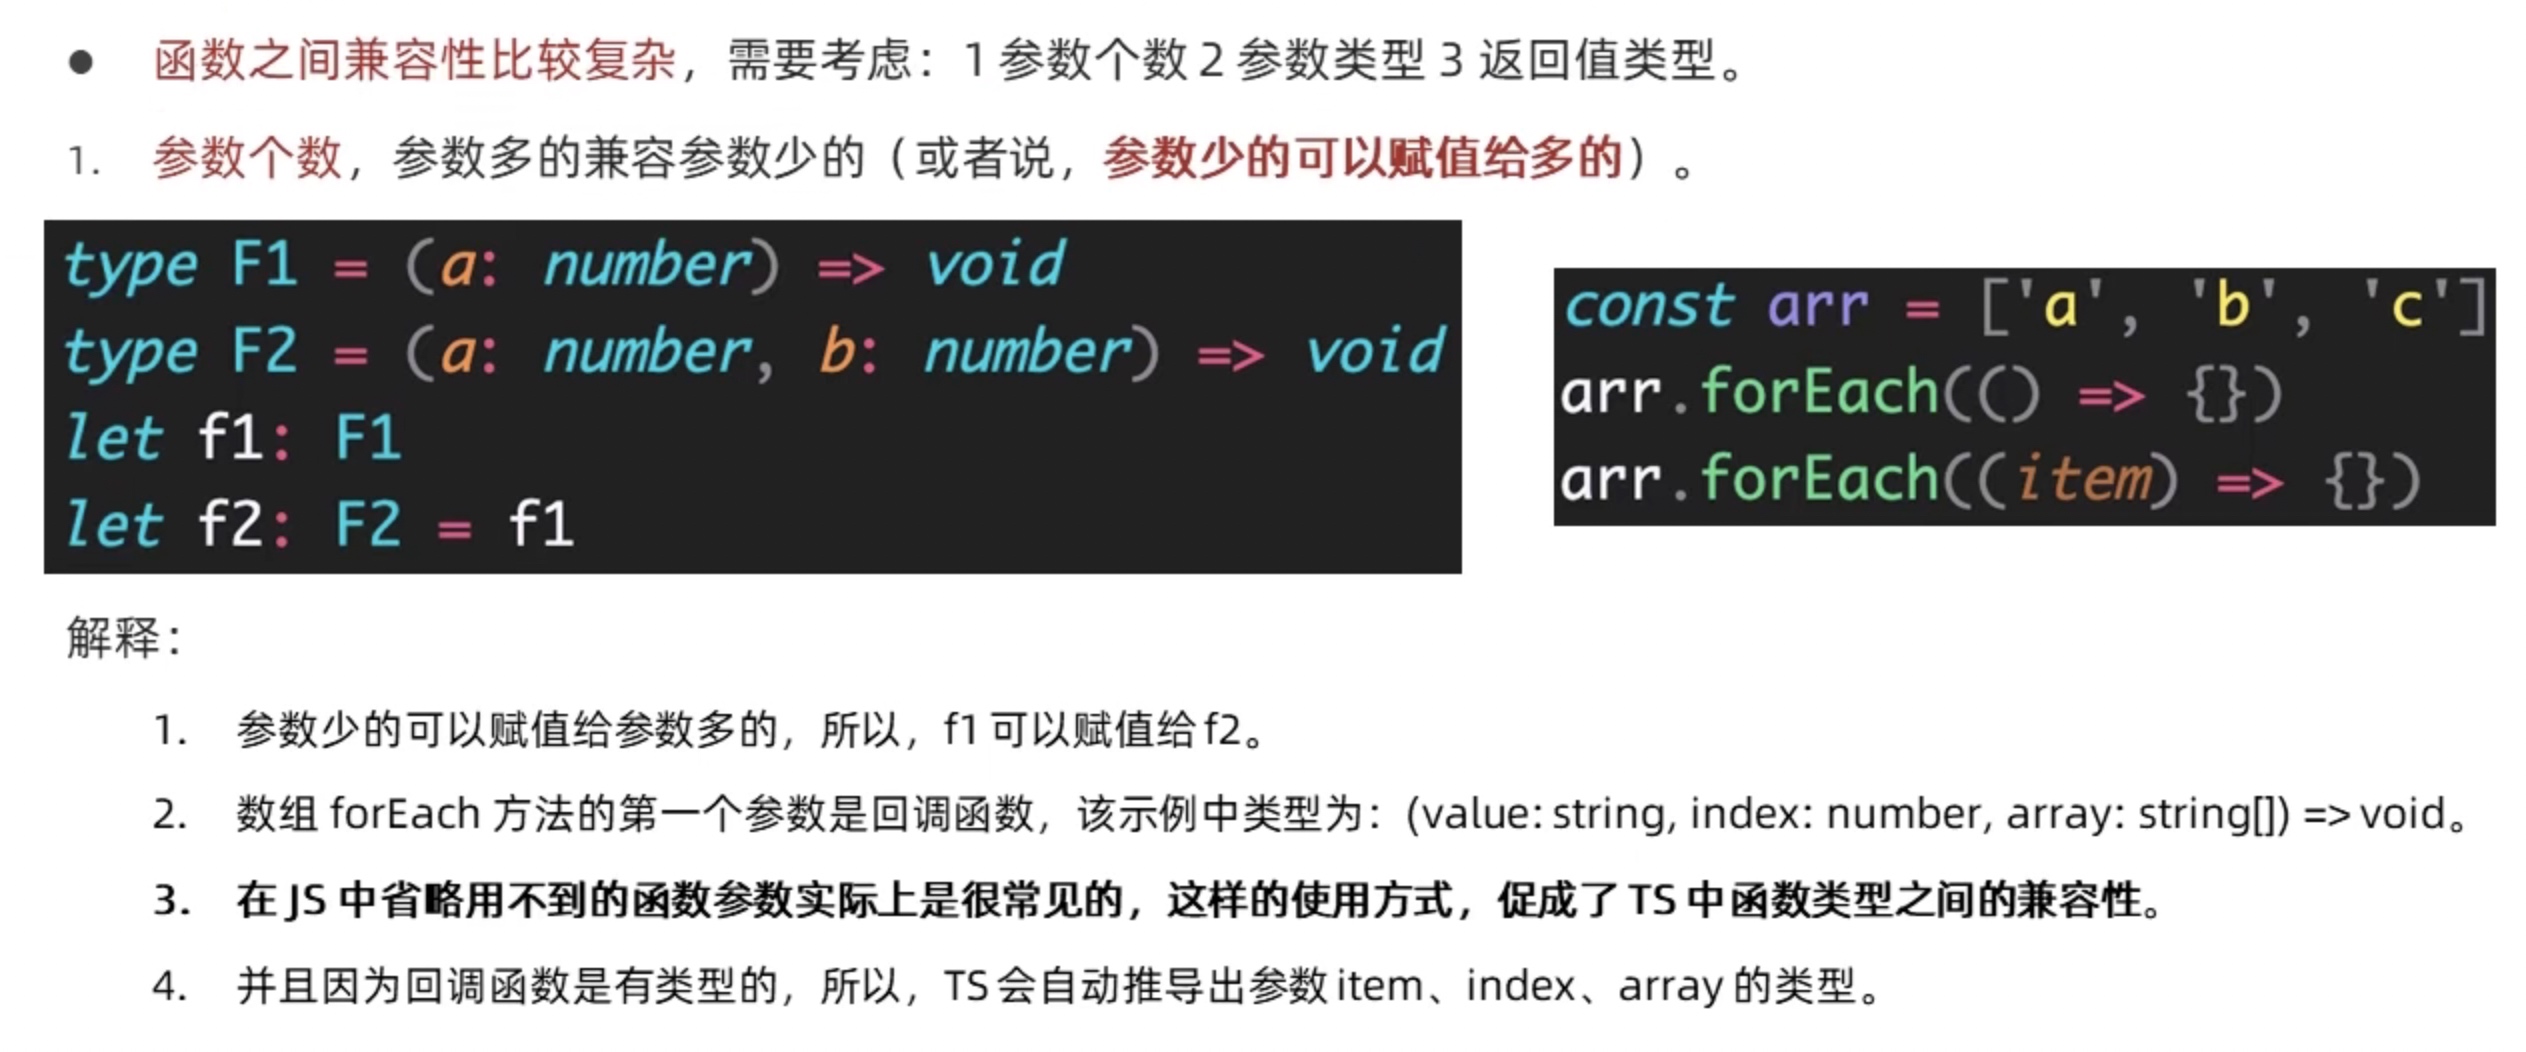 ● 函数之间兼容性比较复杂，需要考虑：1 参数个数 2 参数类型 3 返回值类型。
1. 参数个数，参数多的兼容参数少的（或者说，参数少的可以赋值给多的）。
type F1 = (a: number) => void
type F2 = (a: number, b: number) => void
let f1: F1
let f2: F2 = f1
const arr = ['a', 'b', 'c']
arr.forEach(() => {})
arr.forEach((item) => {})
解释：
1. 参数少的可以赋值给参数多的，所以，f1 可以赋值给 f2。
2. 数组 forEach 方法的第一个参数是回调函数，该示例中类型为：(value: string, index: number, array: string[]) => void。
3. 在 JS 中省略用不到的函数参数实际上是很常见的，这样的使用方式，促成了 TS 中函数类型之间的兼容性。
4. 并且因为回调函数是有类型的，所以，TS 会自动推导出参数 item、index、array 的类型。